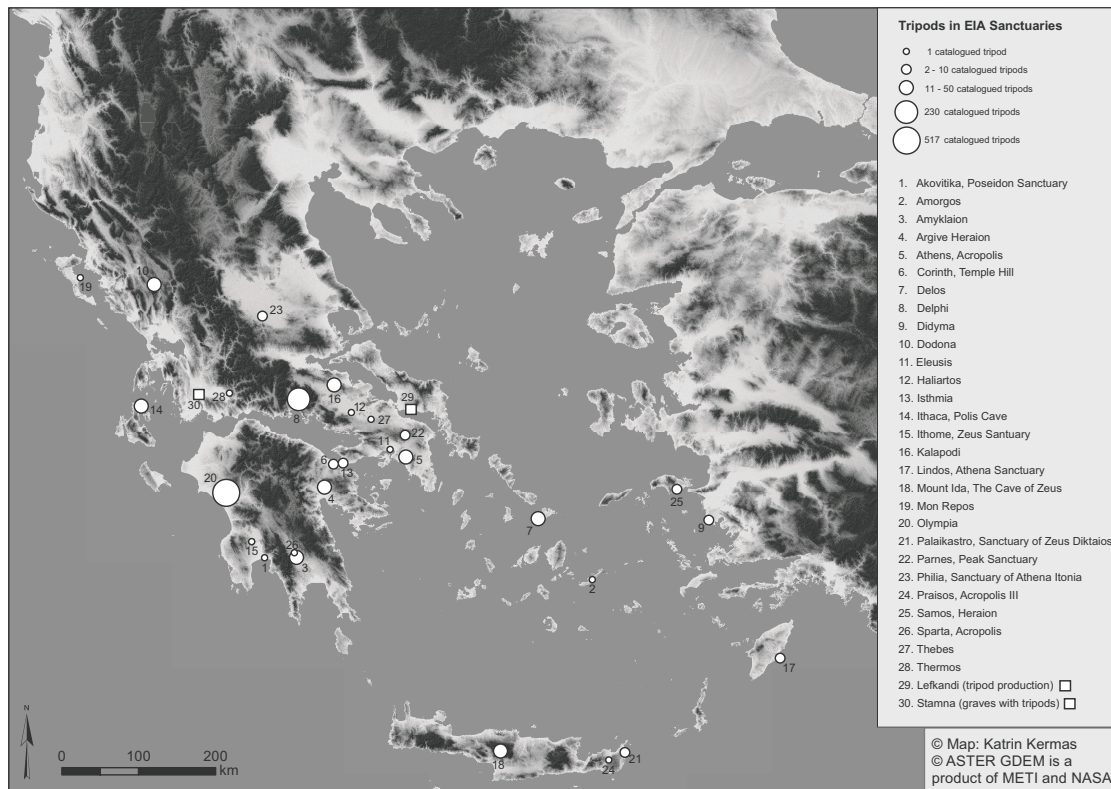 Tripods in EIA Sanctuaries
1 catalogued tripod
2 - 10 catalogued tripods
11 - 50 catalogued tripods
230 catalogued tripods
517 catalogued tripods
1. Akovitika, Poseidon Sanctuary
2. Amorgos
3. Amyklaion
4. Argive Heraion
5. Athens, Acropolis
6. Corinth, Temple Hill
7. Delos
8. Delphi
9. Didyma
10. Dodona
11. Eleusis
12. Haliartos
13. Isthmia
14. Ithaca, Polis Cave
15. Ithome, Zeus Santuary
16. Kalapodi
17. Lindos, Athena Sanctuary
18. Mount Ida, The Cave of Zeus
19. Mon Repos
20. Olympia
21. Palaikastro, Sanctuary of Zeus Diktaios
22. Parnes, Peak Sanctuary
23. Philia, Sanctuary of Athena Itonia
24. Praisos, Acropolis III
25. Samos, Heraion
26. Sparta, Acropolis
27. Thebes
28. Thermos
29. Lefkandi (tripod production)
30. Stamna (graves with tripods)
10
19
23
16
28
30
29
14
8
12
27
22
11
5
6
13
20
4
25
7
9
15
26
1
3
2
17
18
21
24
N
0 100 200
km
© Map: Katrin Kermas
© ASTER GDEM is a
product of METI and NASA